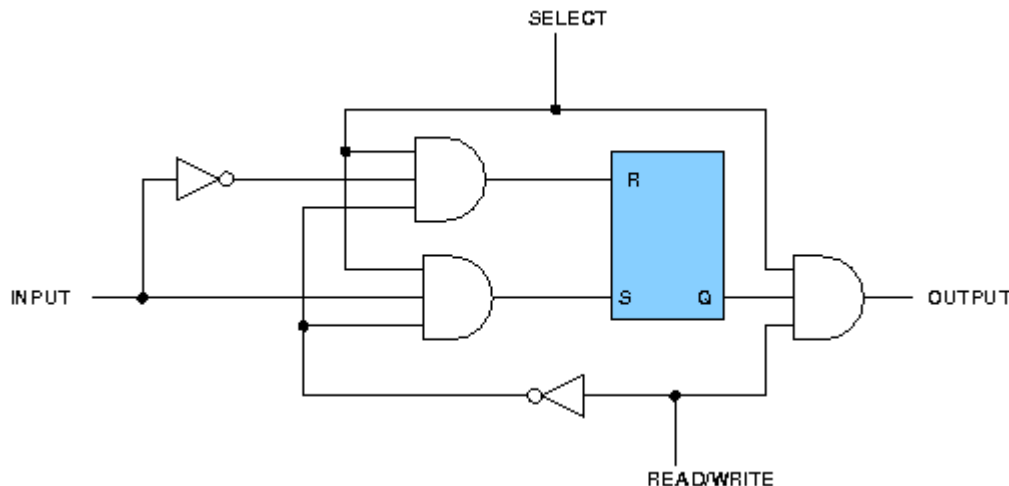 SELECT
R
INPUT
S
Q
OUTPUT
READ/WRITE